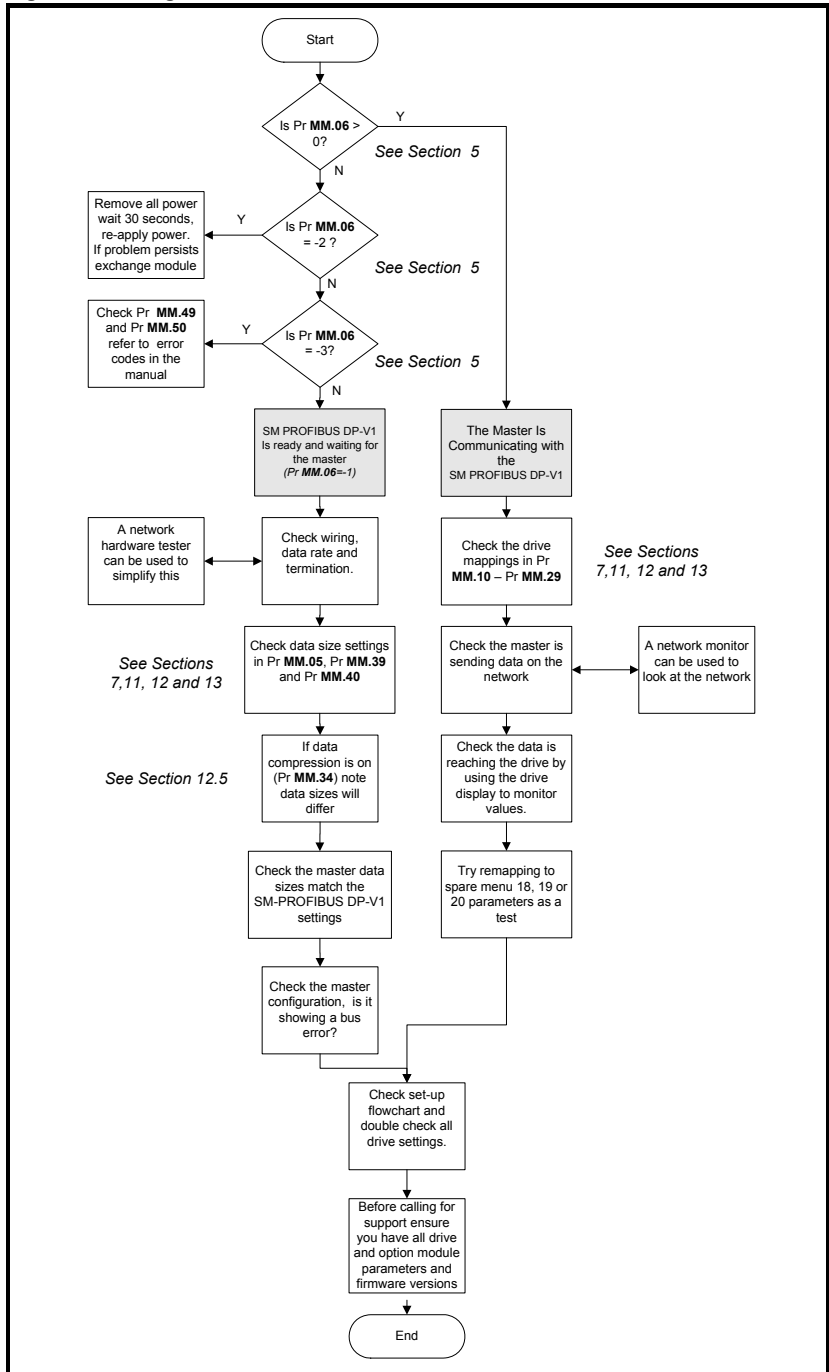 Start
Is Pr MM.06 >
0?
Y
See Section 5
N
Remove all power
wait 30 seconds,
re-apply power.
If problem persists
exchange module
Y
Is Pr MM.06
= -2 ?
See Section 5
N
Check Pr MM.49
and Pr MM.50
refer to error
codes in the
manual
Y
Is Pr MM.06
= -3?
See Section 5
N
SM PROFIBUS DP-V1
Is ready and waiting for
the master
(Pr MM.06=-1)
The Master Is
Communicating with
the
SM PROFIBUS DP-V1
A network
hardware tester
can be used to
simplify this
Check wiring,
data rate and
termination.
Check the drive
mappings in Pr
MM.10 – Pr MM.29
See Sections
7,11, 12 and 13
See Sections
7,11, 12 and 13
Check data size settings
in Pr MM.05, Pr MM.39
and Pr MM.40
Check the master is
sending data on the
network
A network monitor
can be used to
look at the network
See Section 12.5
If data
compression is on
(Pr MM.34) note
data sizes will
differ
Check the data is
reaching the drive by
using the drive
display to monitor
values.
Check the master data
sizes match the
SM-PROFIBUS DP-V1
settings
Try remapping to
spare menu 18, 19 or
20 parameters as a
test
Check the master
configuration, is it
showing a bus
error?
Check set-up
flowchart and
double check all
drive settings.
Before calling for
support ensure
you have all drive
and option module
parameters and
firmware versions
End